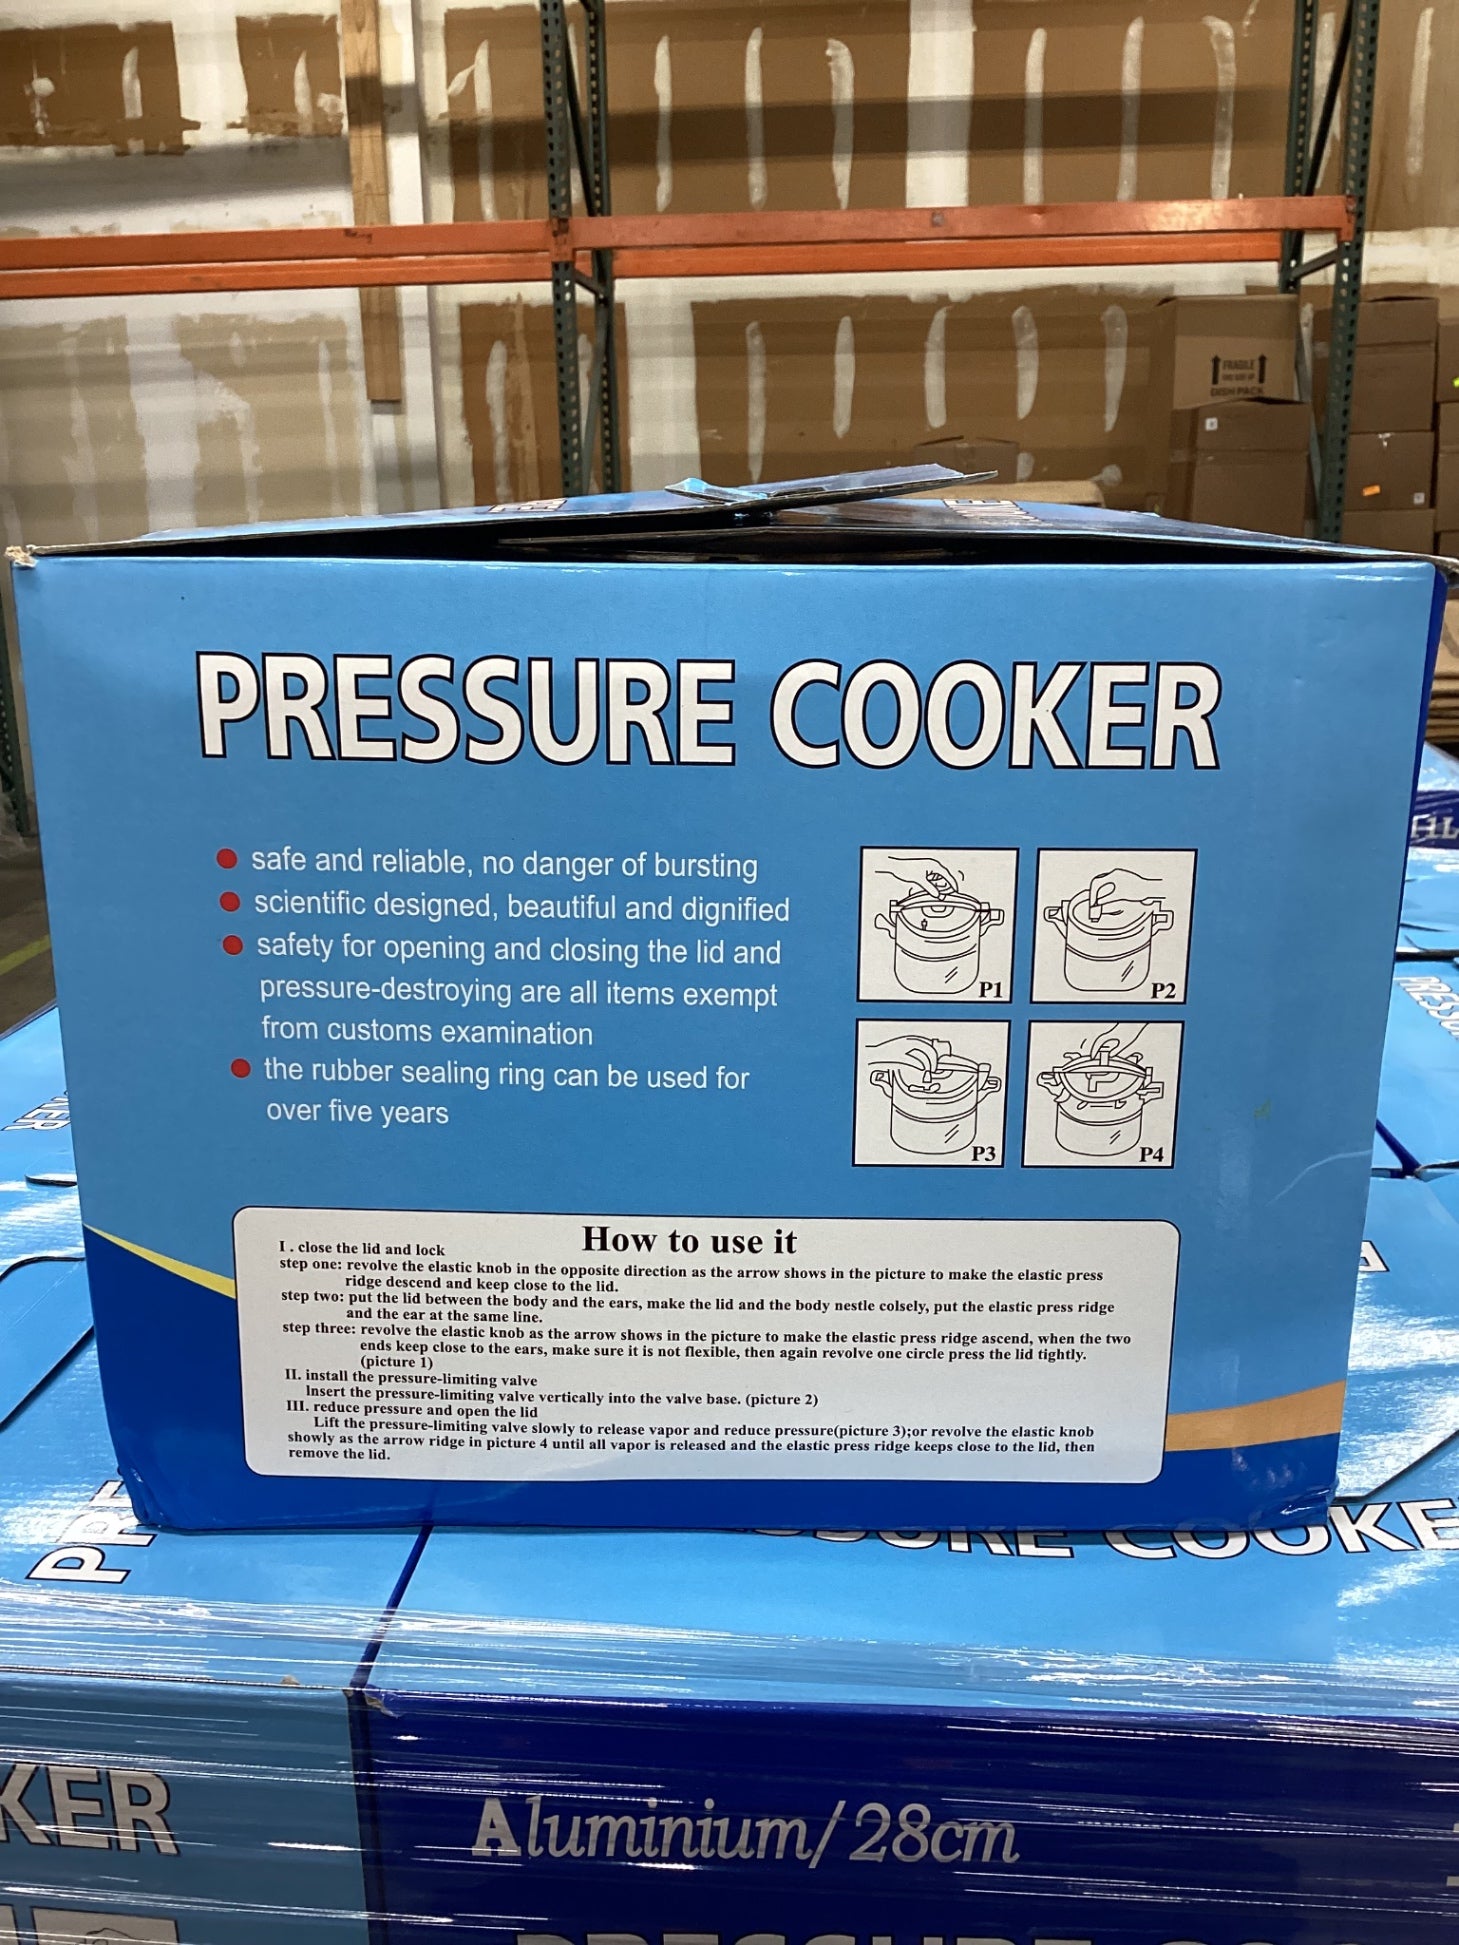 FRAGILE
DISH PACK
PRESSURE COOKER
safe and reliable, no danger of bursting
scientific designed, beautiful and dignified
safety for opening and closing the lid and
pressure-destroying are all items exempt
from customs examination
the rubber sealing ring can be used for
over five years
P1
P2
P3
P4
How to use it
I . close the lid and lock
step one: revolve the elastic knob in the opposite direction as the arrow shows in the picture to make the elastic press
ridge descend and keep close to the lid.
step two: put the lid between the body and the ears, make the lid and the body nestle colsely, put the elastic press ridge
and the ear at the same line.
step three: revolve the elastic knob as the arrow shows in the picture to make the elastic press ridge ascend, when the two
ends keep close to the ears, make sure it is not flexible, then again revolve one circle press the lid tightly.
(picture 1)
II. install the pressure-limiting valve
Insert the pressure-limiting valve vertically into the valve base. (picture 2)
III. reduce pressure and open the lid
Lift the pressure-limiting valve slowly to release vapor and reduce pressure(picture 3);or revolve the elastic knob
showly as the arrow ridge in picture 4 until all vapor is released and the elastic press ridge keeps close to the lid, then
remove the lid.
PRE
SSURE COOKE
KER
Aluminium/28cm